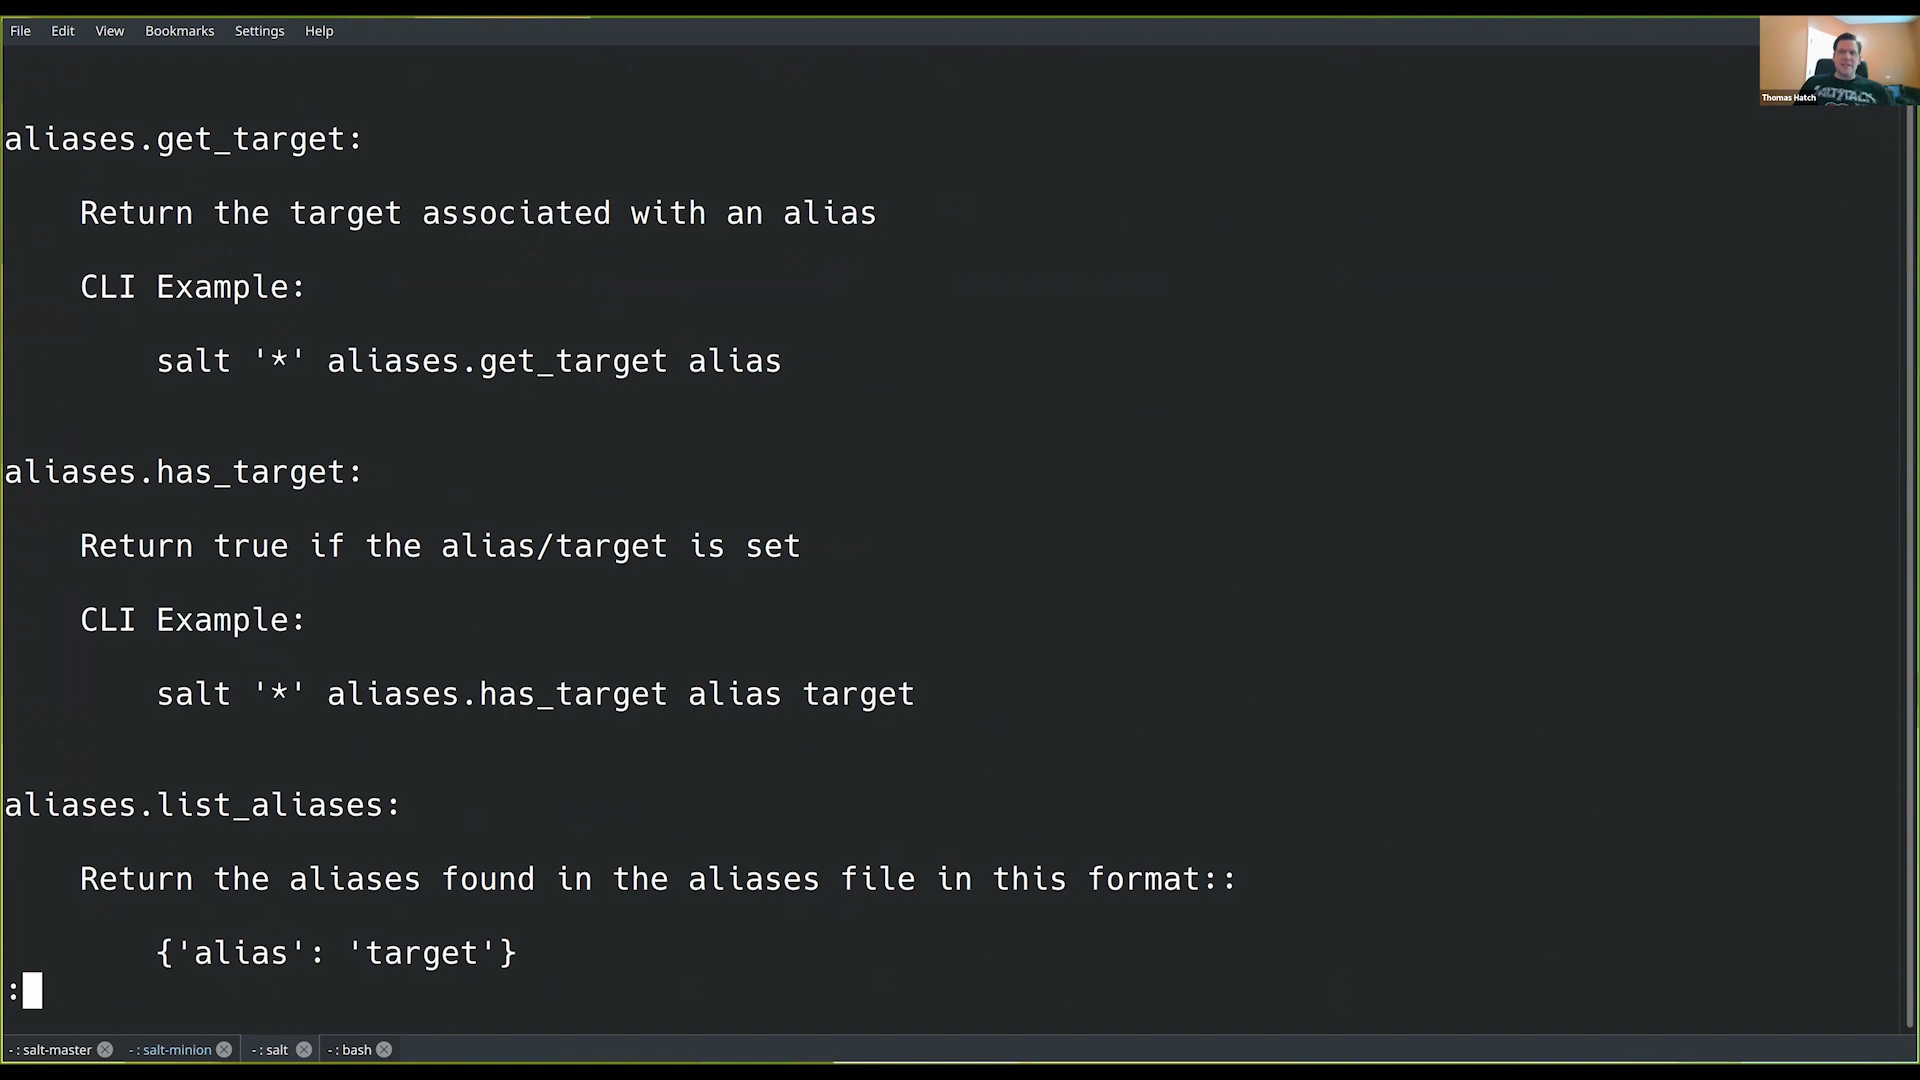 File Edit View Bookmarks Settings Help
Thomas Hatch
aliases.get_target:
Return the target associated with an alias
CLI Example:
salt '*' aliases.get_target alias
aliases.has_target:
Return true if the alias/target is set
CLI Example:
salt '*' aliases.has_target alias target
aliases.list_aliases:
Return the aliases found in the aliases file in this format::
{'alias': 'target'}
:
- : salt-master - : salt-minion - : salt - : bash